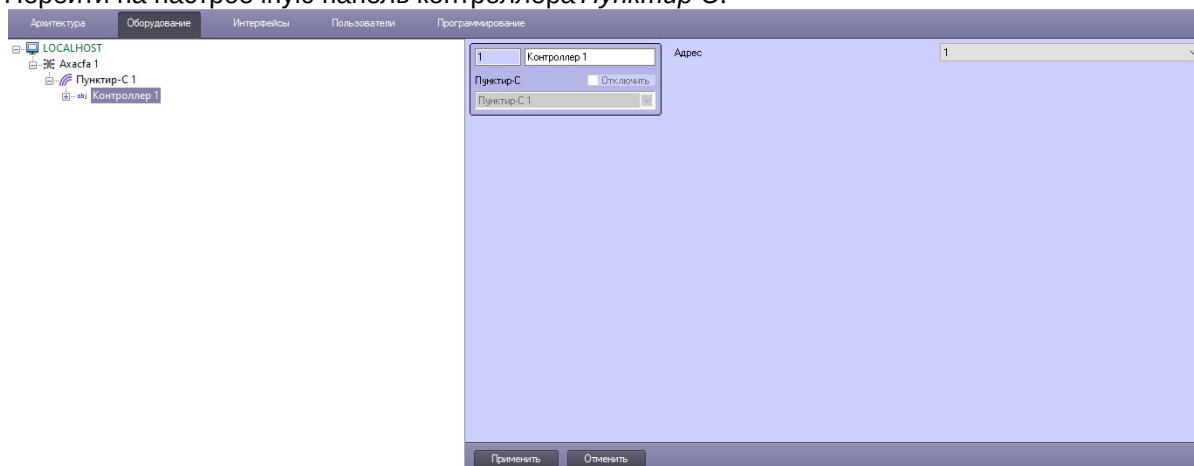 Перейти на настроечную панель контроллера Пунктир-С.
Архитектура Оборудование Интерфейсы Пользователи Программирование
LOCALHOST
Axacfa 1
Пунктир-С 1
Контроллер 1
1 Контроллер 1
Пунктир-С Отключить
Пунктир-С 1
Адрес 1
Применить Отменить